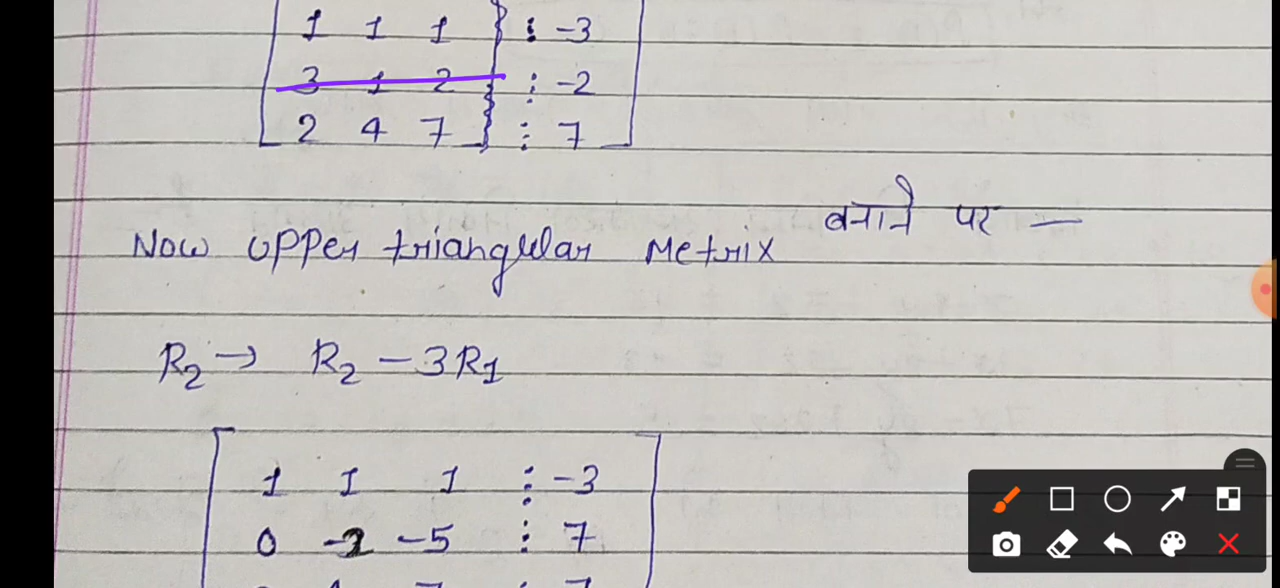 1 1 1 : -3
3 1 2 : -2
2 4 7 : 7
बनाने पर —
Now Upper triangular Metrix
R2 → R2 - 3R1
1 1 1 : -3
0 -2 -5 : 7